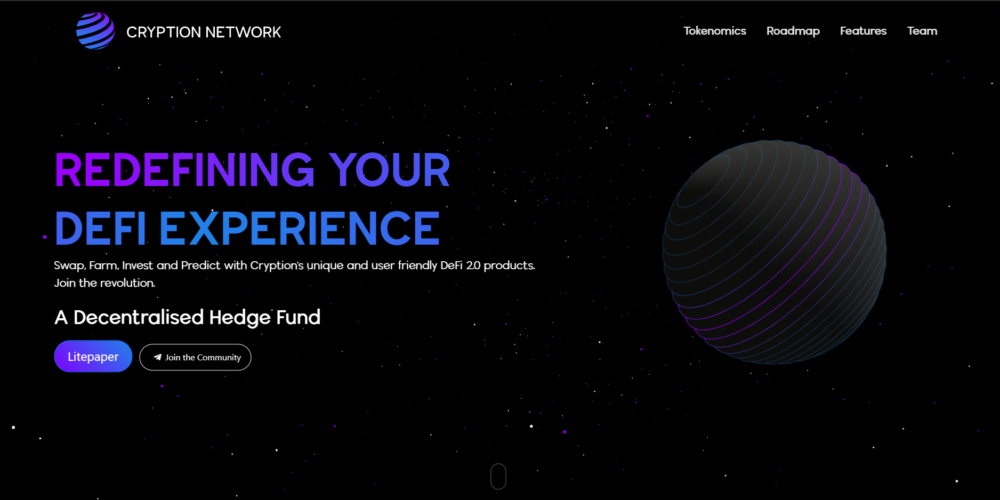 CRYPTION NETWORK
Tokenomics Roadmap Features Team
REDEFINING YOUR
DEFI EXPERIENCE
Swap, Farm, Invest and Predict with Cryption's unique and user friendly DeFi 2.0 products.
Join the revolution.
A Decentralised Hedge Fund
Litepaper
Join the Community